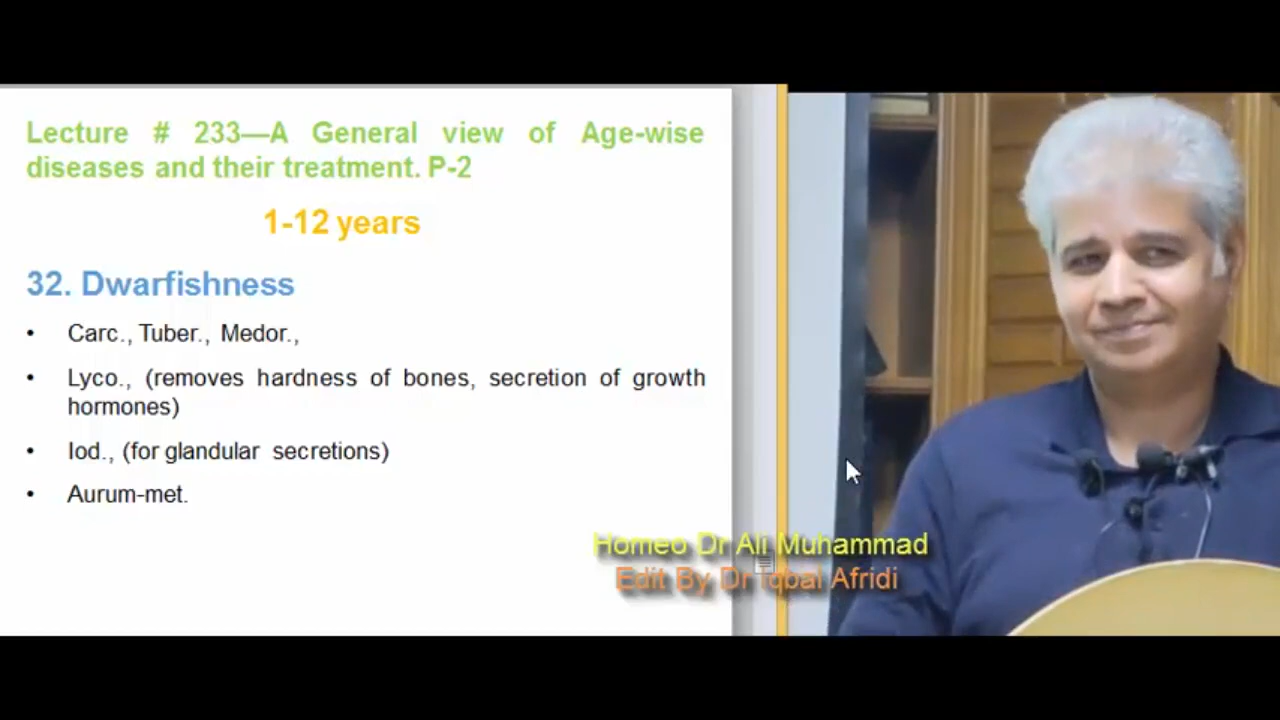 Lecture # 233—A General view of Age-wise
diseases and their treatment. P-2
1-12 years
32. Dwarfishness
• Carc., Tuber., Medor.,
• Lyco., (removes hardness of bones, secretion of growth
hormones)
• Iod., (for glandular secretions)
• Aurum-met.
Homeo Dr Ali Muhammad
Edit By Dr Iqbal Afridi